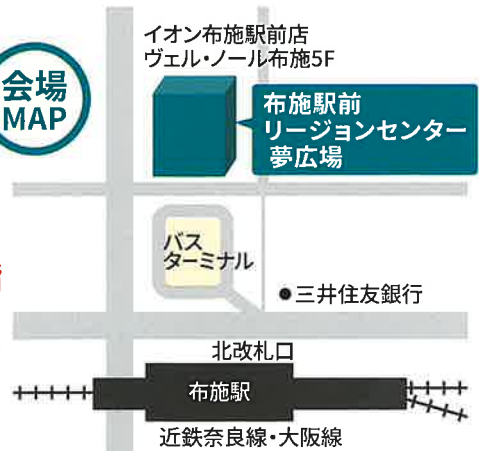 会場
MAP
イオン布施駅前店
ヴェル・ノール布施5F
布施駅前
リージョンセンター
夢広場
バス
ターミナル
三井住友銀行
北改札口
布施駅
近鉄奈良線・大阪線